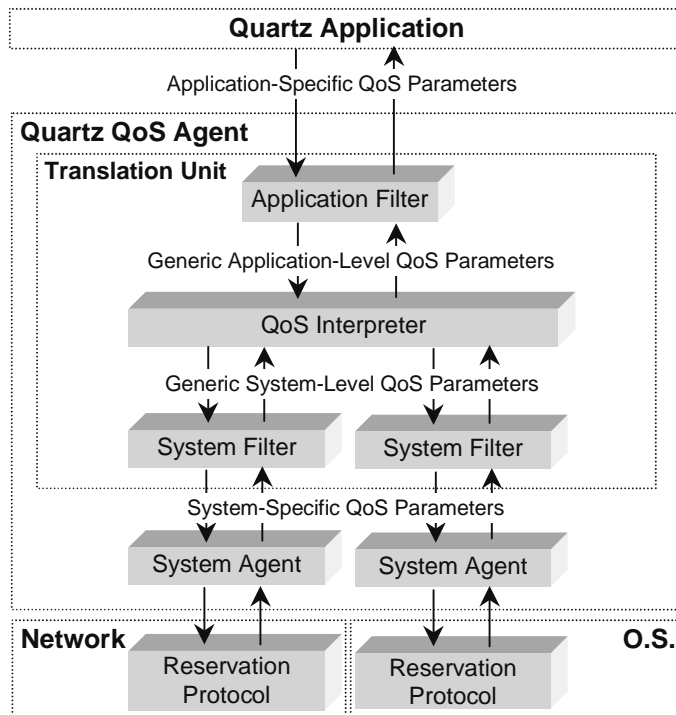 Quartz Application
Application-Specific QoS Parameters
Quartz QoS Agent
Translation Unit
Application Filter
Generic Application-Level QoS Parameters
QoS Interpreter
Generic System-Level QoS Parameters
System Filter
System Filter
System-Specific QoS Parameters
System Agent
System Agent
Network
O.S.
Reservation
Protocol
Reservation
Protocol